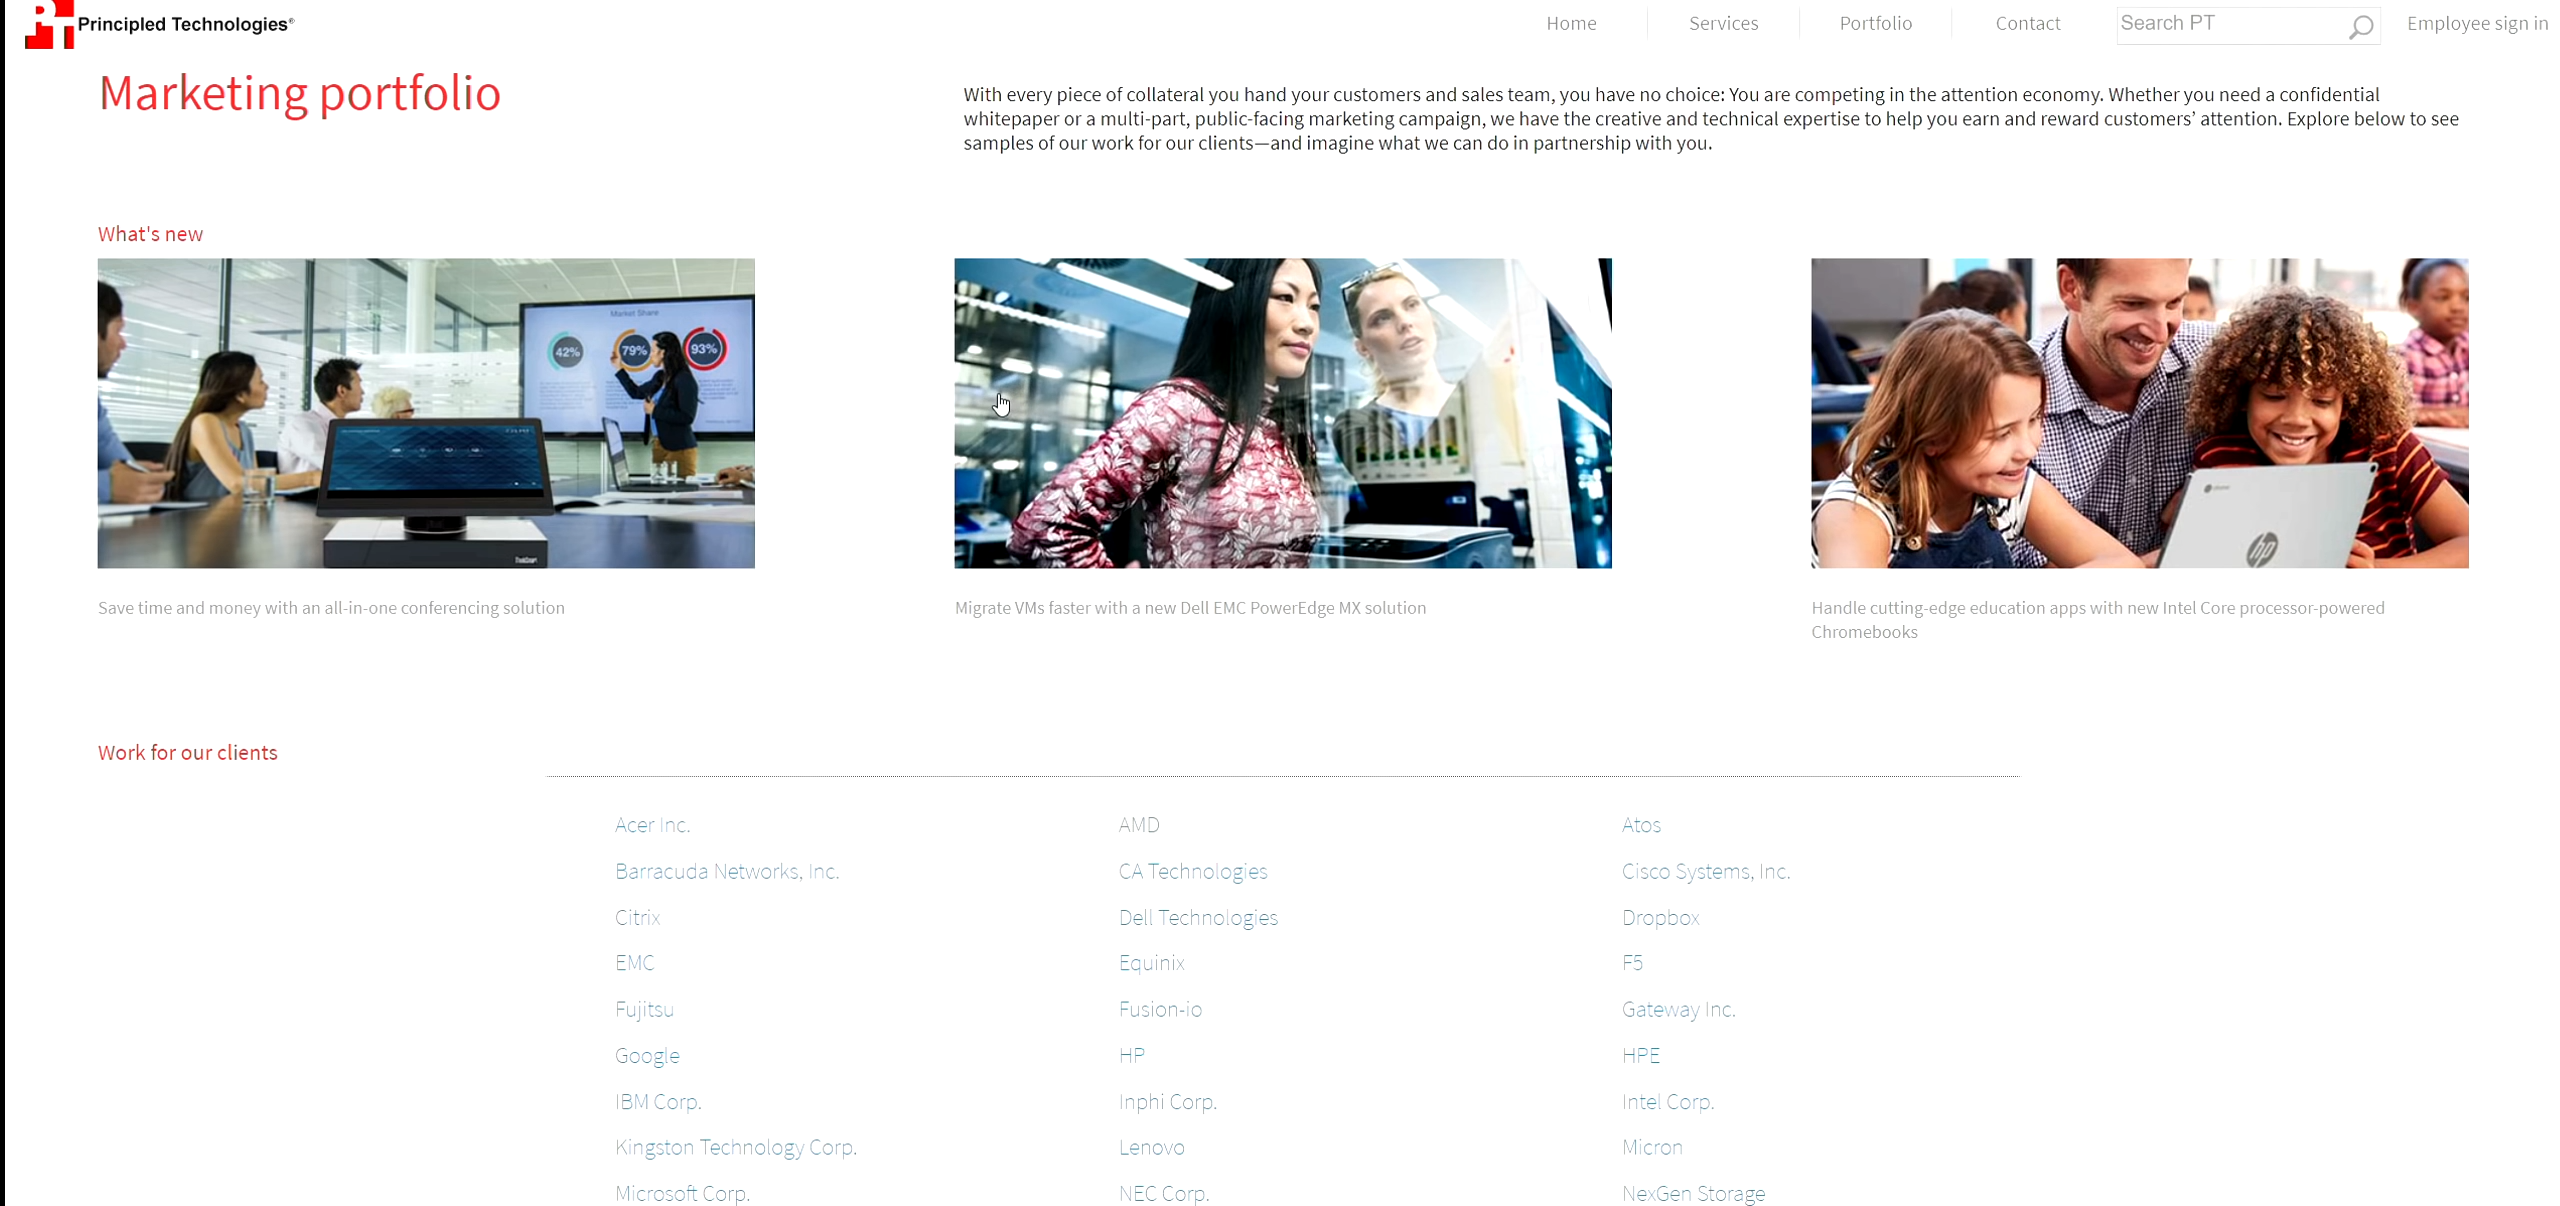 PT Principled Technologies®
Home
Services
Portfolio
Contact
Search PT
Employee sign in
Marketing portfolio
With every piece of collateral you hand your customers and sales team, you have no choice: You are competing in the attention economy. Whether you need a confidential
whitepaper or a multi-part, public-facing marketing campaign, we have the creative and technical expertise to help you earn and reward customers’ attention. Explore below to see
samples of our work for our clients—and imagine what we can do in partnership with you.
What's new
Market Share
42%
79%
93%
hp
Save time and money with an all-in-one conferencing solution
Migrate VMs faster with a new Dell EMC PowerEdge MX solution
Handle cutting-edge education apps with new Intel Core processor-powered
Chromebooks
Work for our clients
Acer Inc.
AMD
Atos
Barracuda Networks, Inc.
CA Technologies
Cisco Systems, Inc.
Citrix
Dell Technologies
Dropbox
EMC
Equinix
F5
Fujitsu
Fusion-io
Gateway Inc.
Google
HP
HPE
IBM Corp.
Inphi Corp.
Intel Corp.
Kingston Technology Corp.
Lenovo
Micron
Microsoft Corp.
NEC Corp.
NexGen Storage